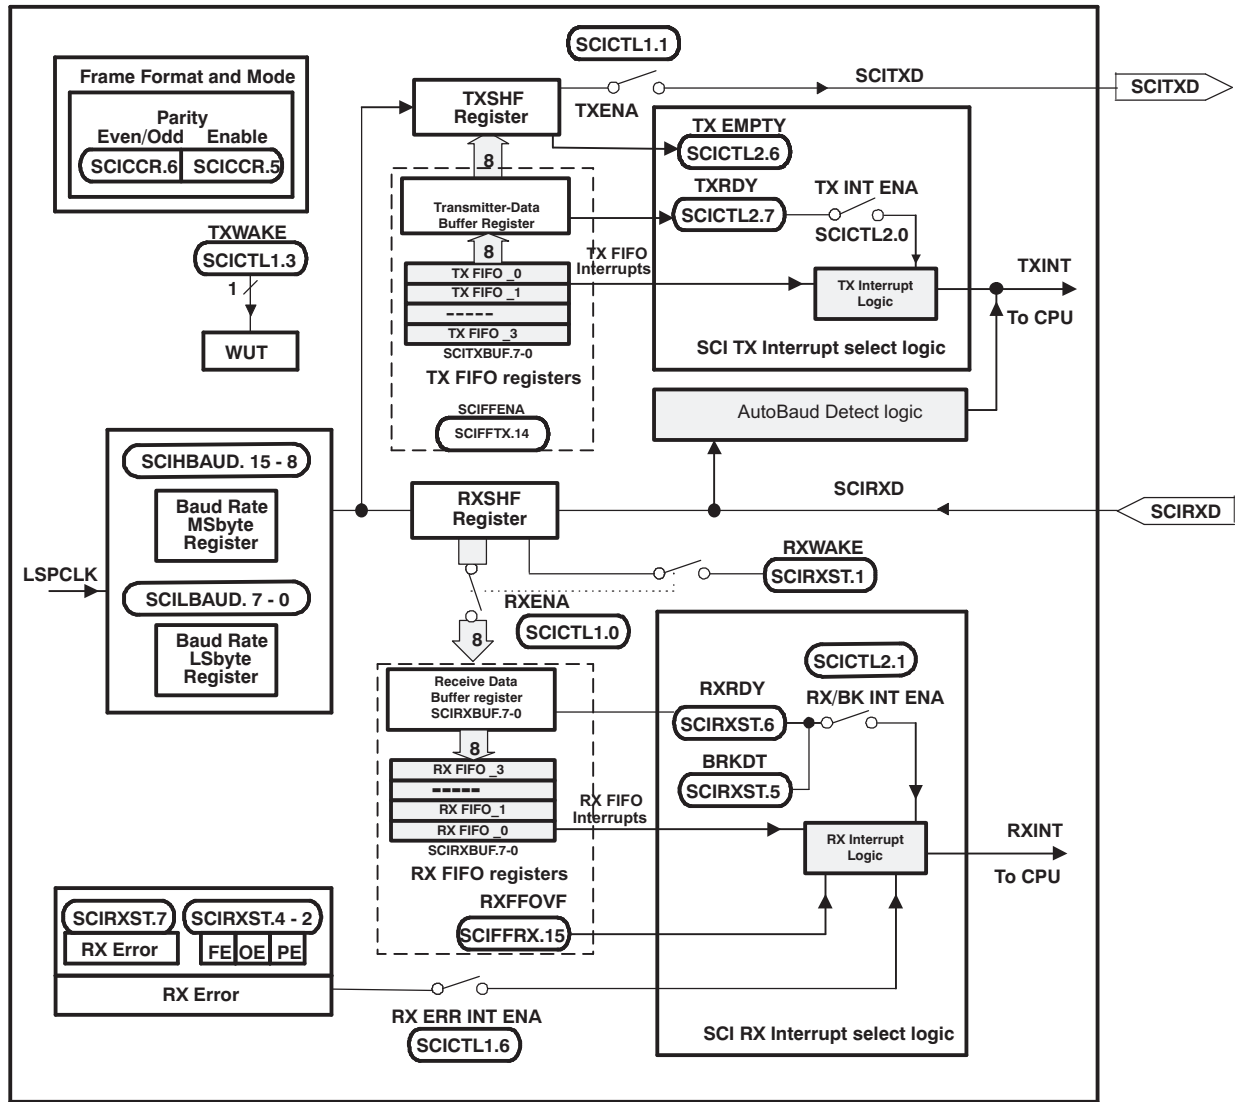 SCICTL1.1
Frame Format and Mode
Parity
Even/Odd Enable
SCICCR.6 SCICCR.5
TXSHF
Register
TXENA
SCITXD
SCITXD
TX EMPTY
SCICTL2.6
8
TXRDY
SCICTL2.7
TX INT ENA
SCICTL2.0
Transmitter-Data
Buffer Register
8
TXWAKE
SCICTL1.3
1
WUT
TX FIFO _0
TX FIFO _1
-----
TX FIFO _3
SCITXBUF.7-0
TX FIFO registers
SCIFFENA
SCIFFTX.14
TX FIFO
Interrupts
TX Interrupt
Logic
TXINT
To CPU
SCI TX Interrupt select logic
AutoBaud Detect logic
SCIHBAUD. 15 - 8
Baud Rate
MSbyte
Register
LSPCLK
SCILBAUD. 7 - 0
Baud Rate
LSbyte
Register
RXSHF
Register
SCIRXD
SCIRXD
RXWAKE
SCIRXST.1
RXENA
SCICTL1.0
8
Receive Data
Buffer register
SCIRXBUF.7-0
8
RX FIFO _3
-----
RX FIFO_1
RX FIFO _0
SCIRXBUF.7-0
RX FIFO registers
RXFFOVF
SCIFFRX.15
RX FIFO
Interrupts
SCICTL2.1
RX/BK INT ENA
RXRDY
SCIRXST.6
BRKDT
SCIRXST.5
RX Interrupt
Logic
RXINT
To CPU
SCI RX Interrupt select logic
SCIRXST.7 SCIRXST.4 - 2
RX Error FE OE PE
RX Error
RX ERR INT ENA
SCICTL1.6